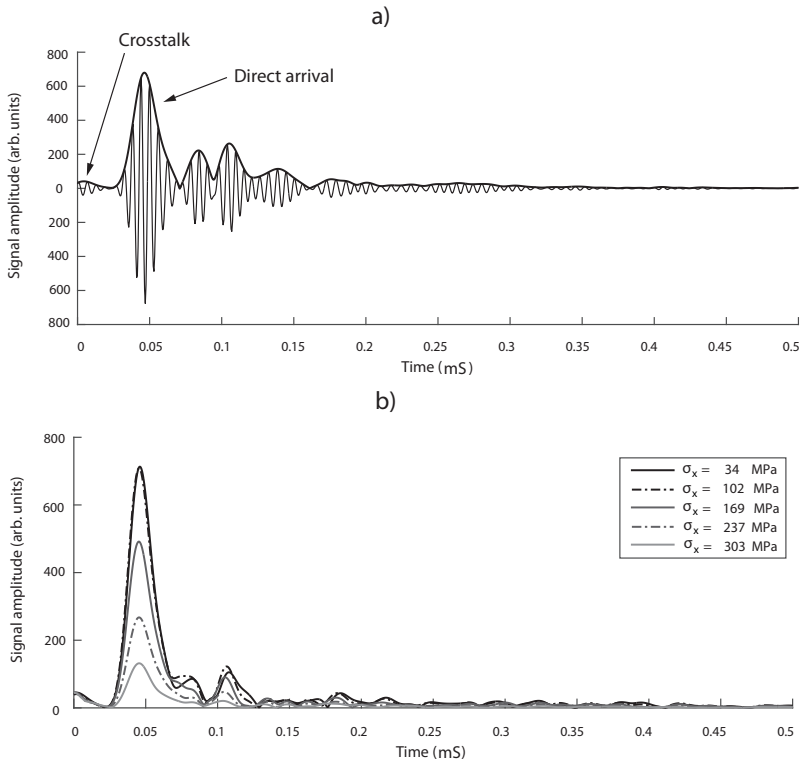 a)
Crosstalk
Direct arrival
Signal amplitude (arb. units)
800
600
400
200
0
200
400
600
800
0 0.05 0.1 0.15 0.2 0.25 0.3 0.35 0.4 0.45 0.5
Time (mS)
b)
Signal amplitude (arb. units)
800
600
400
200
0
σx = 34 MPa
σx = 102 MPa
σx = 169 MPa
σx = 237 MPa
σx = 303 MPa
0 0.05 0.1 0.15 0.2 0.25 0.3 0.35 0.4 0.45 0.5
Time (mS)